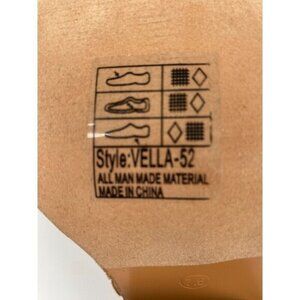 Style:VELLA-52
ALL MAN MADE MATERIAL
MADE IN CHINA